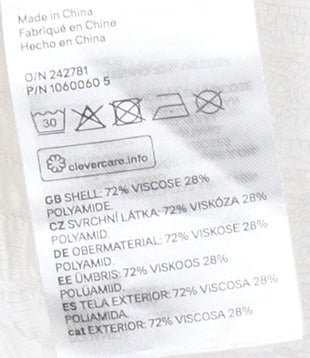 Made in China
Fabriqué en Chine
Hecho en China
O/N 242781
P/N 1060060 5
30
clevercare.info
GB SHELL: 72% VISCOSE 28%
POLYAMIDE.
CZ SVRCHNÍ LÁTKA: 72% VISKÓZA 28%
POLYAMID.
DE OBERMATERIAL: 72% VISKOSE 28%
POLYAMID.
EE ÜMBRIS: 72% VISKOOS 28%
POLÜAMIID.
ES TELA EXTERIOR: 72% VISCOSA 28%
POLIAMIDA.
cat EXTERIOR: 72% VISCOSA 28%